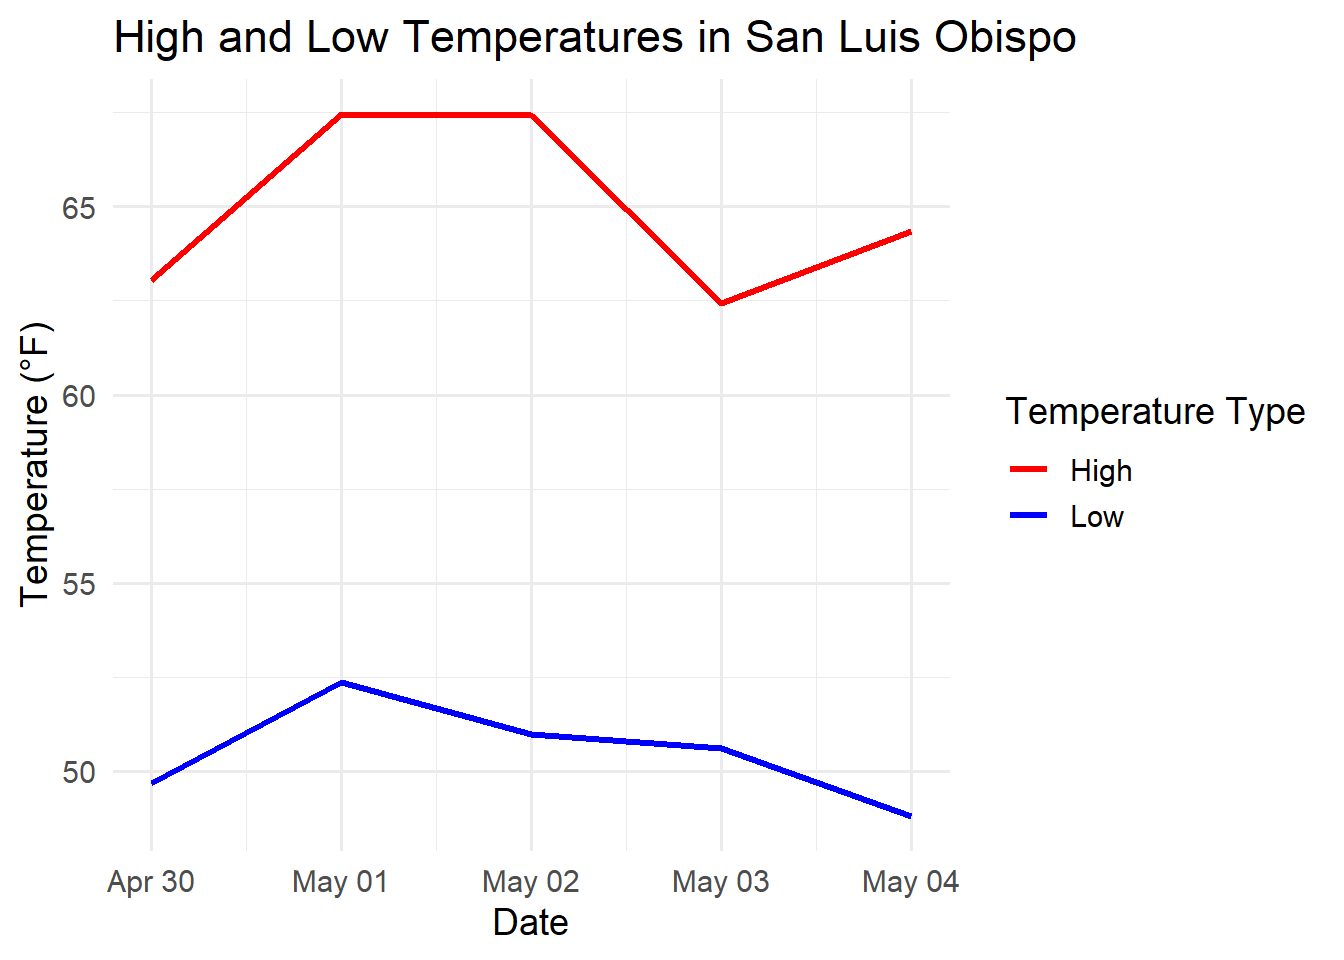 High and Low Temperatures in San Luis Obispo
Temperature (°F)
65
60
55
50
Apr 30
May 01
May 02
May 03
May 04
Date
Temperature Type
High
Low